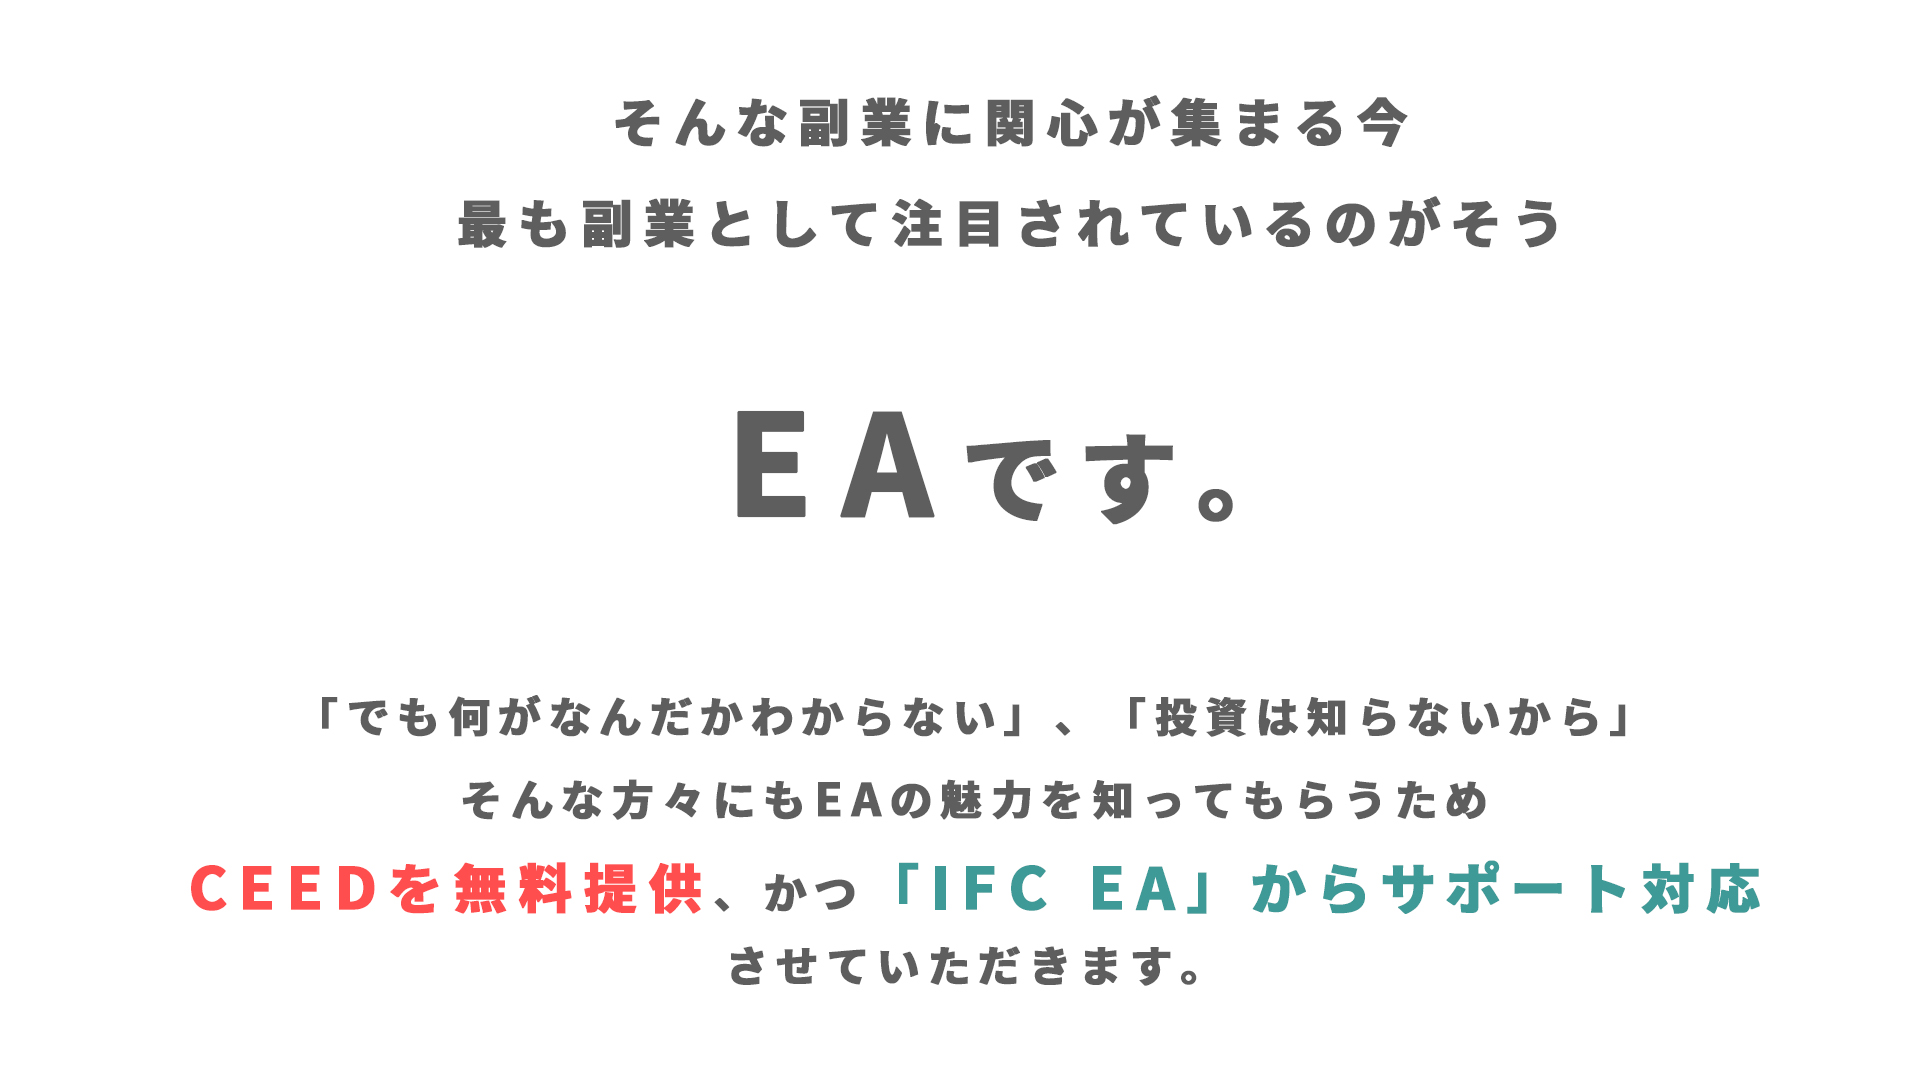 そんな副業に関心が集まる今
最も副業として注目されているのがそう
EAです。
「でも何がなんだかわからない」、「投資は知らないから」
そんな方々にもEAの魅力を知ってもらうため
CEEDを無料提供、かつ「IFC EA」からサポート対応
させていただきます。